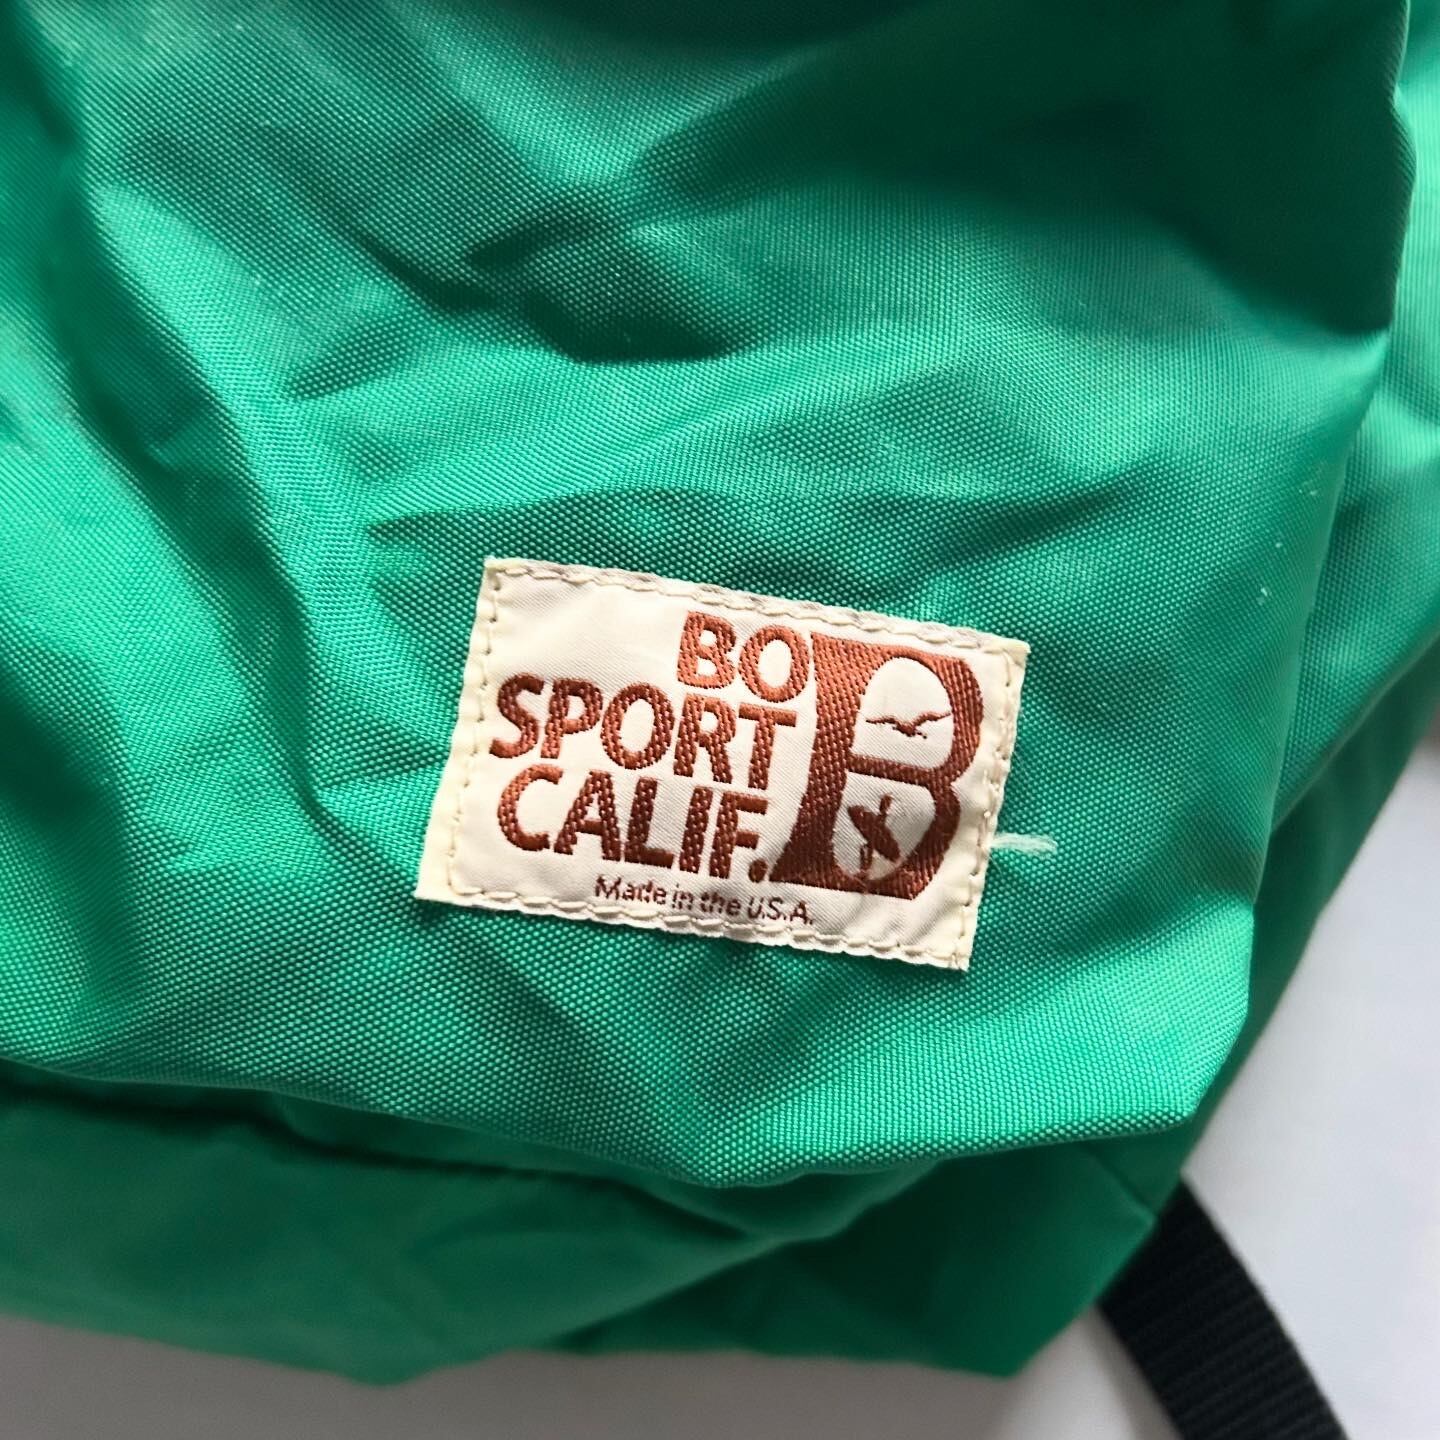 BO
SPORT
CALIF.
B
Made in the U.S.A.